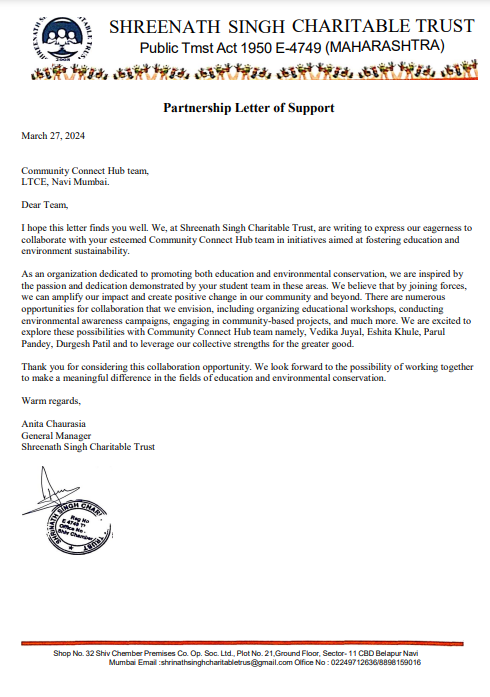 SHREENATH SINGH CHARITABLE TRUST
Public Tmst Act 1950 E-4749 (MAHARASHTRA)
Partnership Letter of Support
March 27, 2024
Community Connect Hub team,
LTCE, Navi Mumbai.
Dear Team,
I hope this letter finds you well. We, at Shreenath Singh Charitable Trust, are writing to express our eagerness to
collaborate with your esteemed Community Connect Hub team in initiatives aimed at fostering education and
environment sustainability.
As an organization dedicated to promoting both education and environmental conservation, we are inspired by
the passion and dedication demonstrated by your student team in these areas. We believe that by joining forces,
we can amplify our impact and create positive change in our community and beyond. There are numerous
opportunities for collaboration that we envision, including organizing educational workshops, conducting
environmental awareness campaigns, engaging in community-based projects, and much more. We are excited to
explore these possibilities with Community Connect Hub team namely, Vedika Juyal, Eshita Khule, Parul
Pandey, Durgesh Patil and to leverage our collective strengths for the greater good.
Thank you for considering this collaboration opportunity. We look forward to the possibility of working together
to make a meaningful difference in the fields of education and environmental conservation.
Warm regards,
Anita Chaurasia
General Manager
Shreenath Singh Charitable Trust
SHRINATH SINGH CHARI
TRUST
Reg No
E 4749
Office No -
Shiv Chamber
Shop No. 32 Shiv Chember Premises Co. Op. Soc. Ltd., Plot No. 21,Ground Floor, Sector- 11 CBD Belapur Navi
Mumbai Email :shrinathsinghcharitabletrus@gmail.com Office No : 02249712636/8898159016